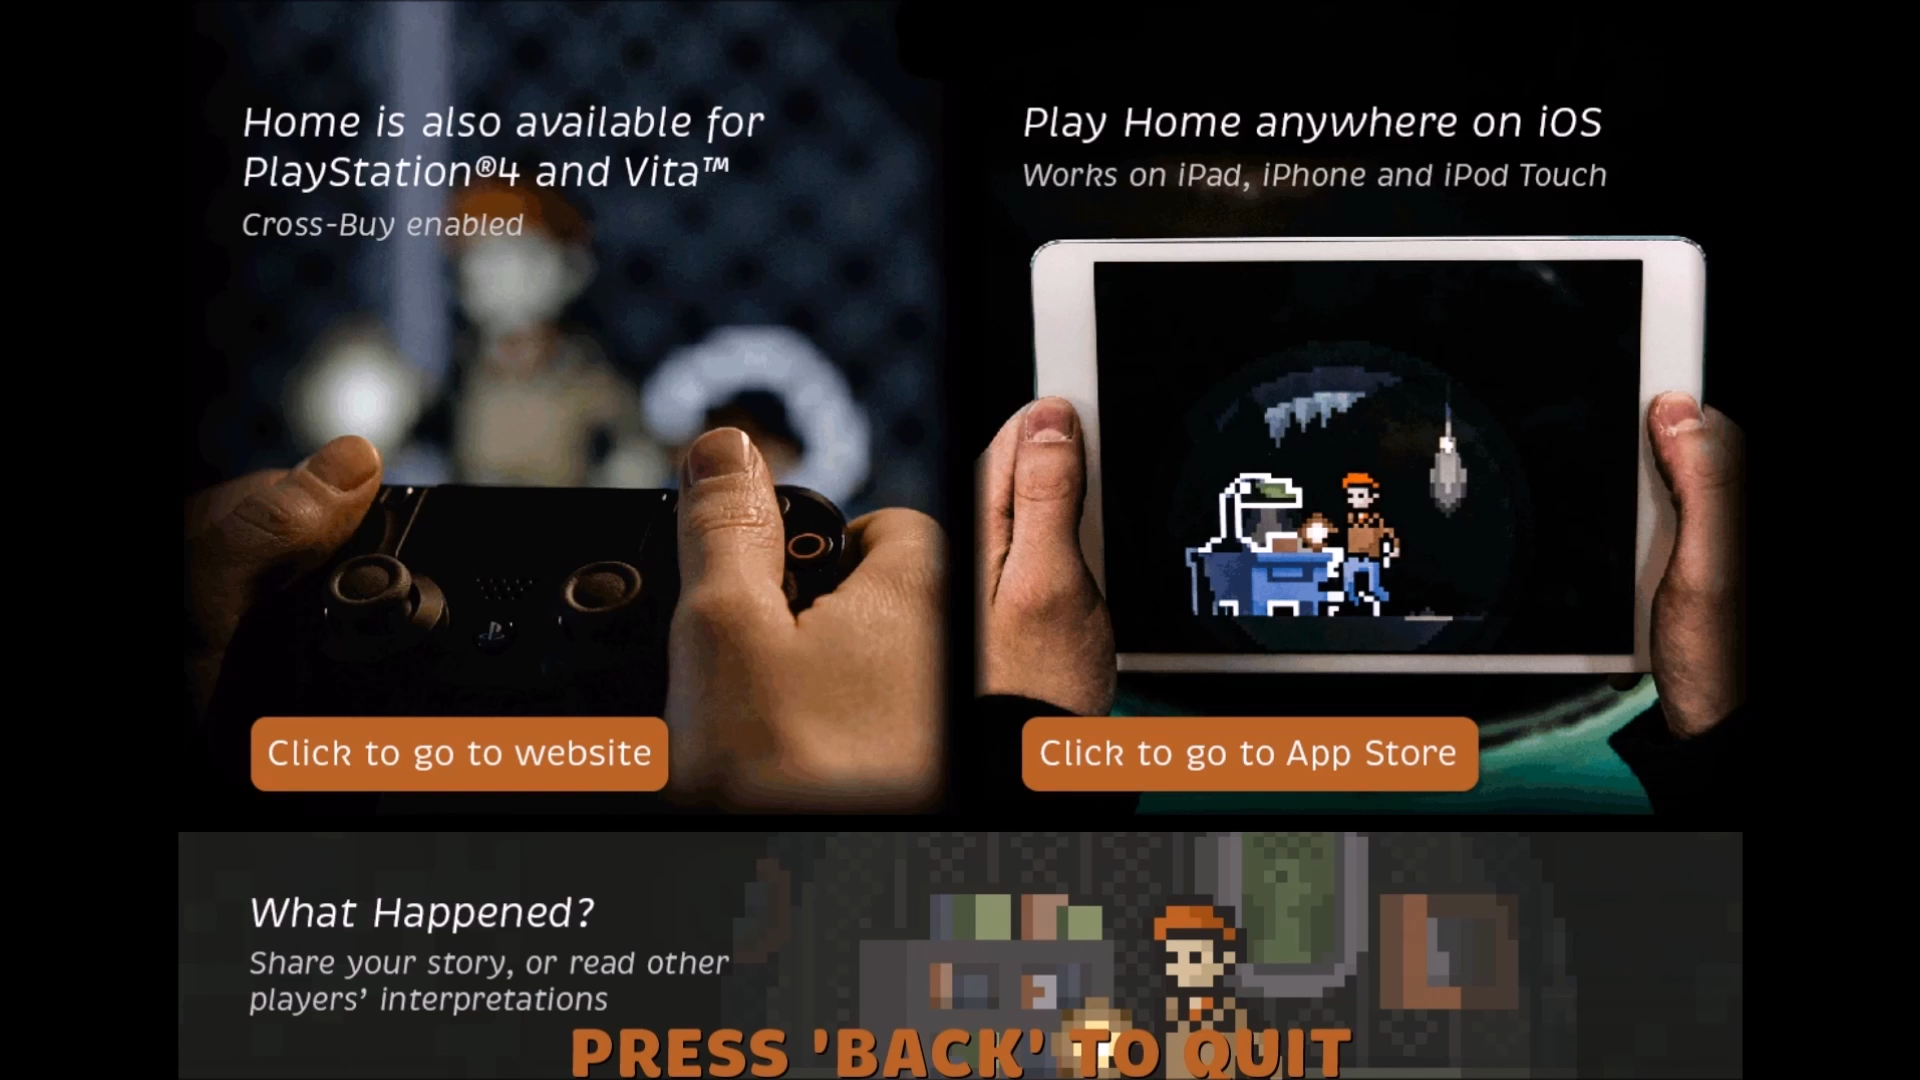 Home is also available for
PlayStation®4 and Vita™
Cross-Buy enabled
Click to go to website
Play Home anywhere on iOS
Works on iPad, iPhone and iPod Touch
Click to go to App Store
What Happened?
Share your story, or read other
players’ interpretations
PRESS 'BACK' TO QUIT